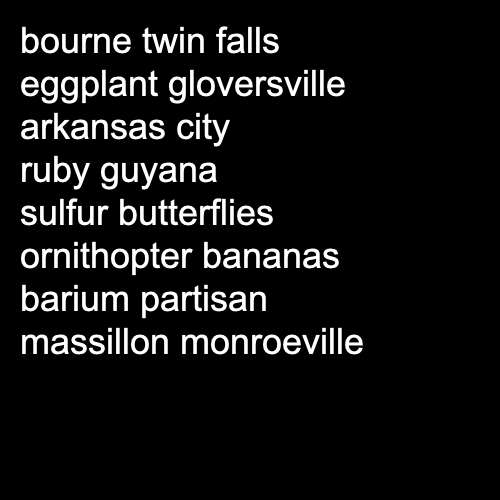 bourne twin falls
eggplant gloversville
arkansas city
ruby guyana
sulfur butterflies
ornithopter bananas
barium partisan
massillon monroeville